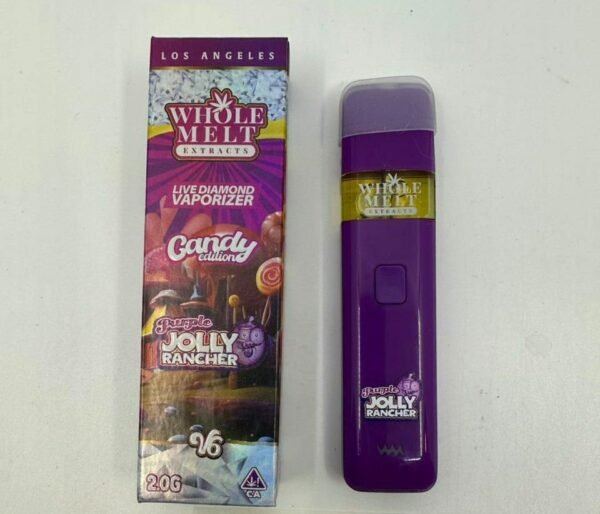 LOS ANGELES
WHOLE
MELT
EXTRACTS
LIVE DIAMOND
VAPORIZER
Candy
edition
Purple
JOLLY
RANCHER
V6
2.0G
CA
WHOLE
MELT
EXTRACTS
Purple
JOLLY
RANCHER